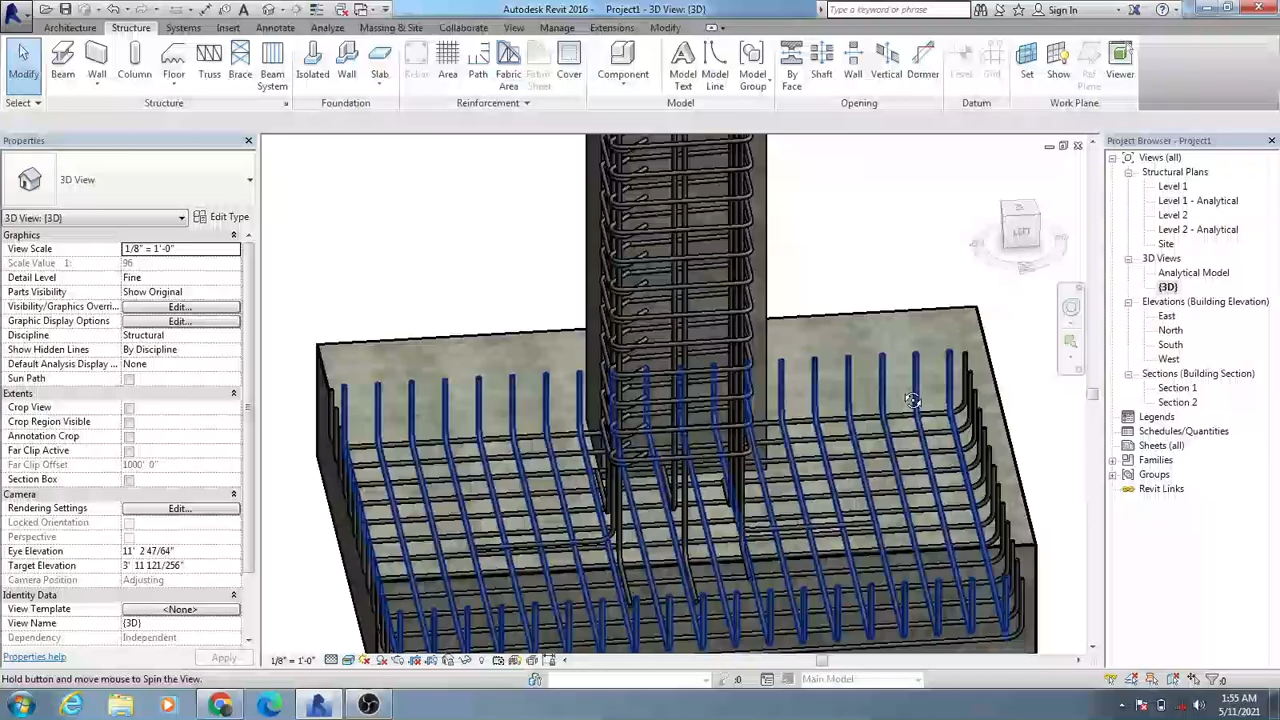 Autodesk Revit 2016 - Project1 - 3D View: {3D}
Type a keyword or phrase
Sign In
Architecture Structure Systems Insert Annotate Analyze Massing & Site Collaborate View Manage Extensions Modify
Modify Beam Wall Column Floor Truss Brace Beam System Isolated Wall Slab Rebar Area Path Fabric Area Fabric Sheet Cover Component Model Text Model Line Model Group By Face Shaft Wall Vertical Dormer Level Grid Set Show Ref Plane Viewer
Select Structure Foundation Reinforcement Model Opening Datum Work Plane
Properties
3D View
3D View: {3D} Edit Type
Graphics
View Scale 1/8" = 1'-0"
Scale Value 1: 96
Detail Level Fine
Parts Visibility Show Original
Visibility/Graphics Overri... Edit...
Graphic Display Options Edit...
Discipline Structural
Show Hidden Lines By Discipline
Default Analysis Display ... None
Sun Path
Extents
Crop View
Crop Region Visible
Annotation Crop
Far Clip Active
Far Clip Offset 1000' 0"
Section Box
Camera
Rendering Settings Edit...
Locked Orientation
Perspective
Eye Elevation 11' 2 47/64"
Target Elevation 3' 11 121/256"
Camera Position Adjusting
Identity Data
View Template <None>
View Name {3D}
Dependency Independent
Properties help Apply
LEFT
Project Browser - Project1
Views (all)
Structural Plans
Level 1
Level 1 - Analytical
Level 2
Level 2 - Analytical
Site
3D Views
Analytical Model
{3D}
Elevations (Building Elevation)
East
North
South
West
Sections (Building Section)
Section 1
Section 2
Legends
Schedules/Quantities
Sheets (all)
Families
Groups
Revit Links
1/8" = 1'-0"
Hold button and move mouse to Spin the View.
:0 Main Model :0
1:55 AM
5/11/2021